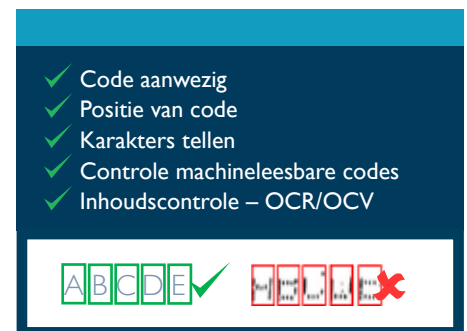 Code aanwezig
Positie van code
Karakters tellen
Controle machineleesbare codes
Inhoudscontrole – OCR/OCV
ABCDE